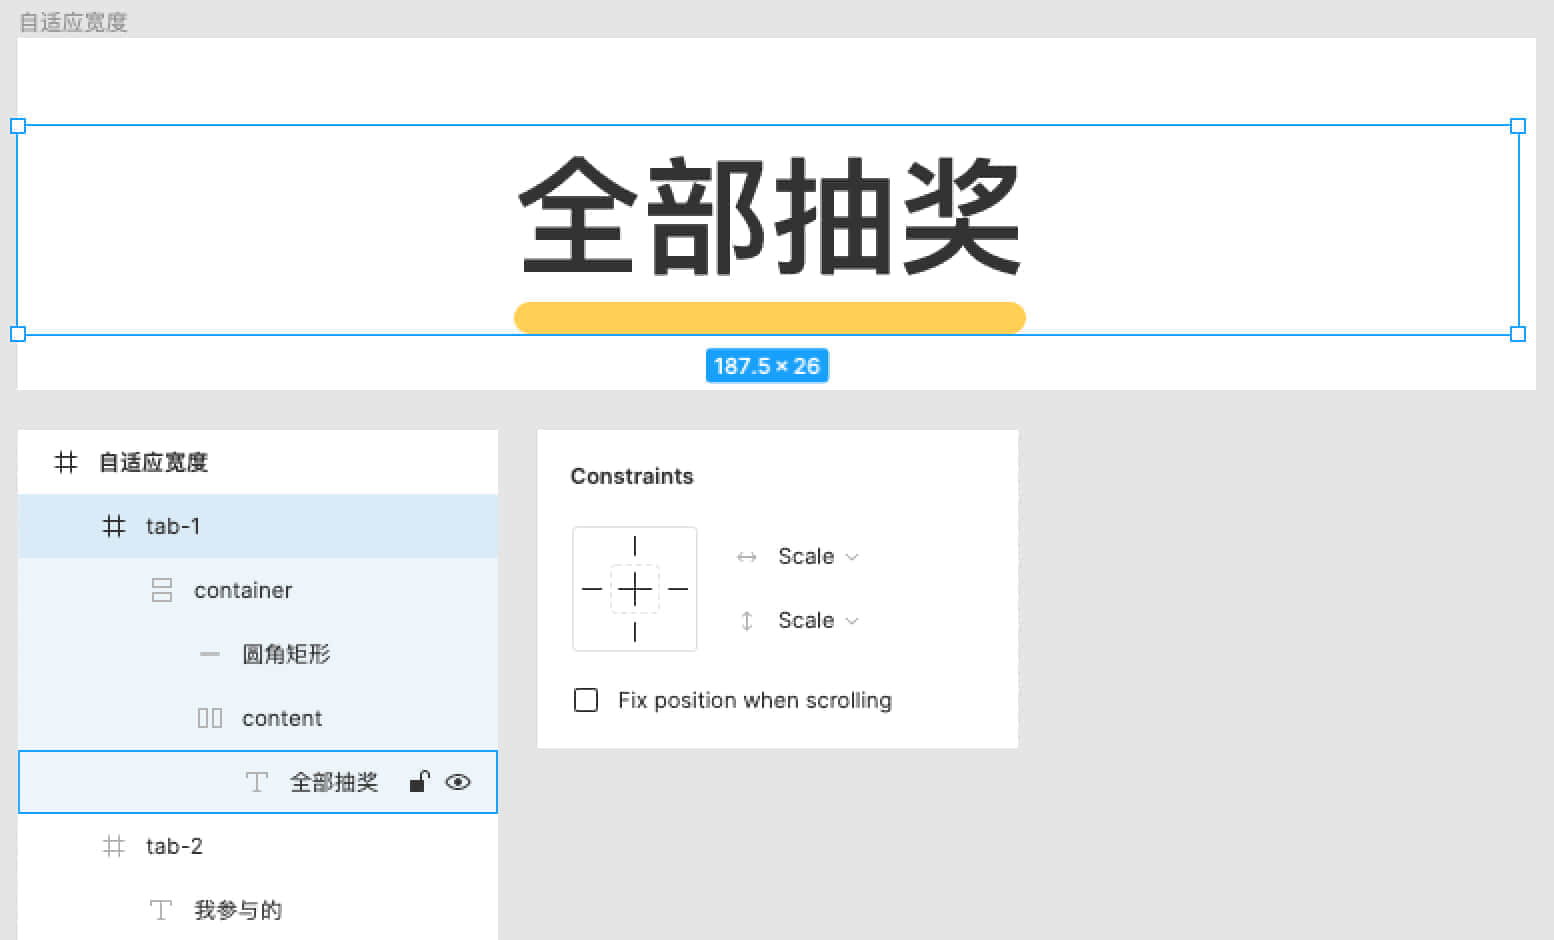 自适应宽度
全部抽奖
187.5 × 26
自适应宽度
tab-1
container
圆角矩形
content
全部抽奖
tab-2
我参与的
Constraints
Scale
Scale
Fix position when scrolling